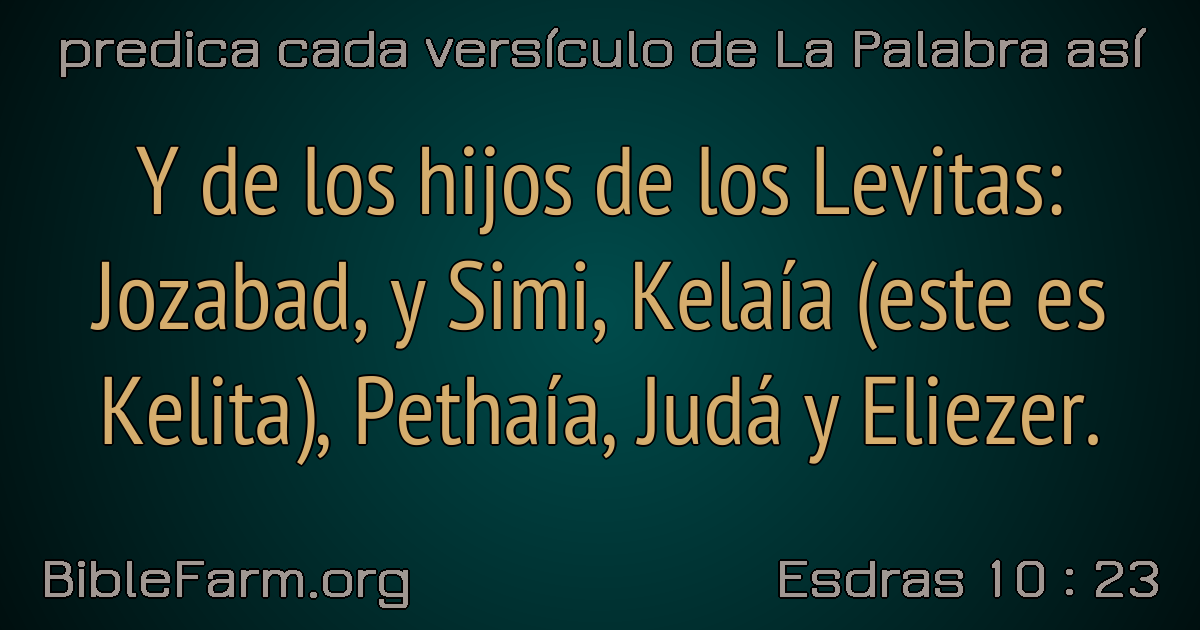 predica cada versículo de La Palabra así
Y de los hijos de los Levitas:
Jozabad, y Simi, Kelaía (este es
Kelita), Pethaía, Judá y Eliezer.
BibleFarm.org
Esdras 10 : 23